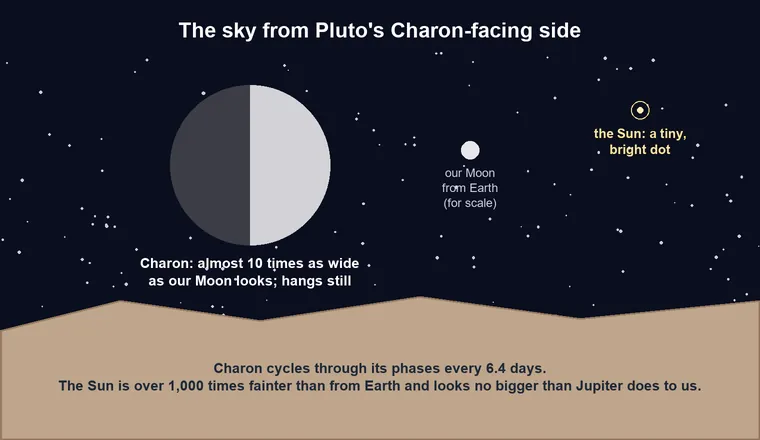 The sky from Pluto's Charon-facing side
the Sun: a tiny,
bright dot
our Moon
from Earth
(for scale)
Charon: almost 10 times as wide
as our Moon looks; hangs still
Charon cycles through its phases every 6.4 days.
The Sun is over 1,000 times fainter than from Earth and looks no bigger than Jupiter does to us.